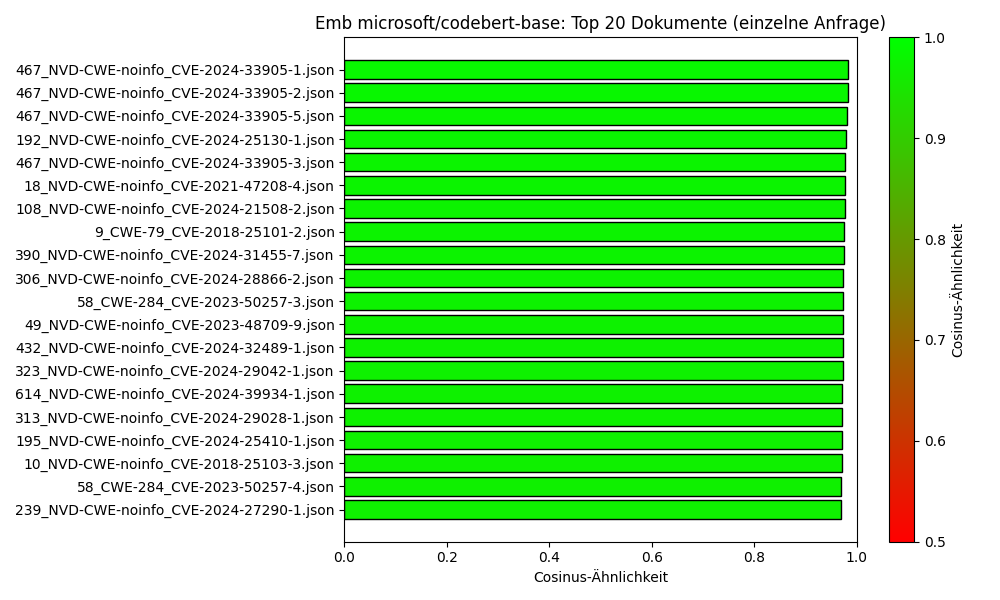 Emb microsoft/codebert-base: Top 20 Dokumente (einzelne Anfrage)
467_NVD-CWE-noinfo_CVE-2024-33905-1.json
467_NVD-CWE-noinfo_CVE-2024-33905-2.json
467_NVD-CWE-noinfo_CVE-2024-33905-5.json
192_NVD-CWE-noinfo_CVE-2024-25130-1.json
467_NVD-CWE-noinfo_CVE-2024-33905-3.json
18_NVD-CWE-noinfo_CVE-2021-47208-4.json
108_NVD-CWE-noinfo_CVE-2024-21508-2.json
9_CWE-79_CVE-2018-25101-2.json
390_NVD-CWE-noinfo_CVE-2024-31455-7.json
306_NVD-CWE-noinfo_CVE-2024-28866-2.json
58_CWE-284_CVE-2023-50257-3.json
49_NVD-CWE-noinfo_CVE-2023-48709-9.json
432_NVD-CWE-noinfo_CVE-2024-32489-1.json
323_NVD-CWE-noinfo_CVE-2024-29042-1.json
614_NVD-CWE-noinfo_CVE-2024-39934-1.json
313_NVD-CWE-noinfo_CVE-2024-29028-1.json
195_NVD-CWE-noinfo_CVE-2024-25410-1.json
10_NVD-CWE-noinfo_CVE-2018-25103-3.json
58_CWE-284_CVE-2023-50257-4.json
239_NVD-CWE-noinfo_CVE-2024-27290-1.json
0.0 0.2 0.4 0.6 0.8 1.0
Cosinus-Ähnlichkeit
1.0
0.9
0.8
0.7
0.6
0.5
Cosinus-Ähnlichkeit